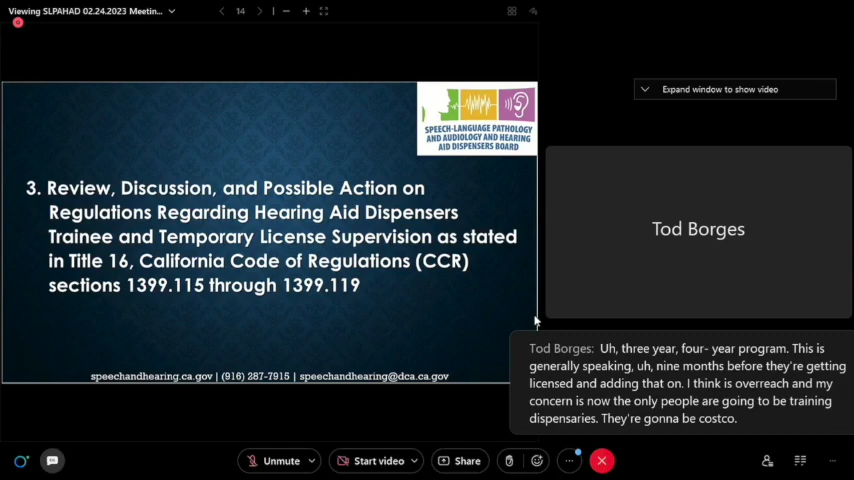 Viewing SLPAHAD 02.24.2023 Meetin...
14
Expand window to show video
SPEECH-LANGUAGE PATHOLOGY
AND AUDIOLOGY AND HEARING
AID DISPENSERS BOARD
3. Review, Discussion, and Possible Action on
Regulations Regarding Hearing Aid Dispensers
Trainee and Temporary License Supervision as stated
in Title 16, California Code of Regulations (CCR)
sections 1399.115 through 1399.119
speechandhearing.ca.gov | (916) 287-7915 | speechandhearing@dca.ca.gov
Tod Borges
Tod Borges: Uh, three year, four- year program. This is
generally speaking, uh, nine months before they're getting
licensed and adding that on. I think is overreach and my
concern is now the only people are going to be training
dispensaries. They're gonna be costco.
Unmute
Start video
Share